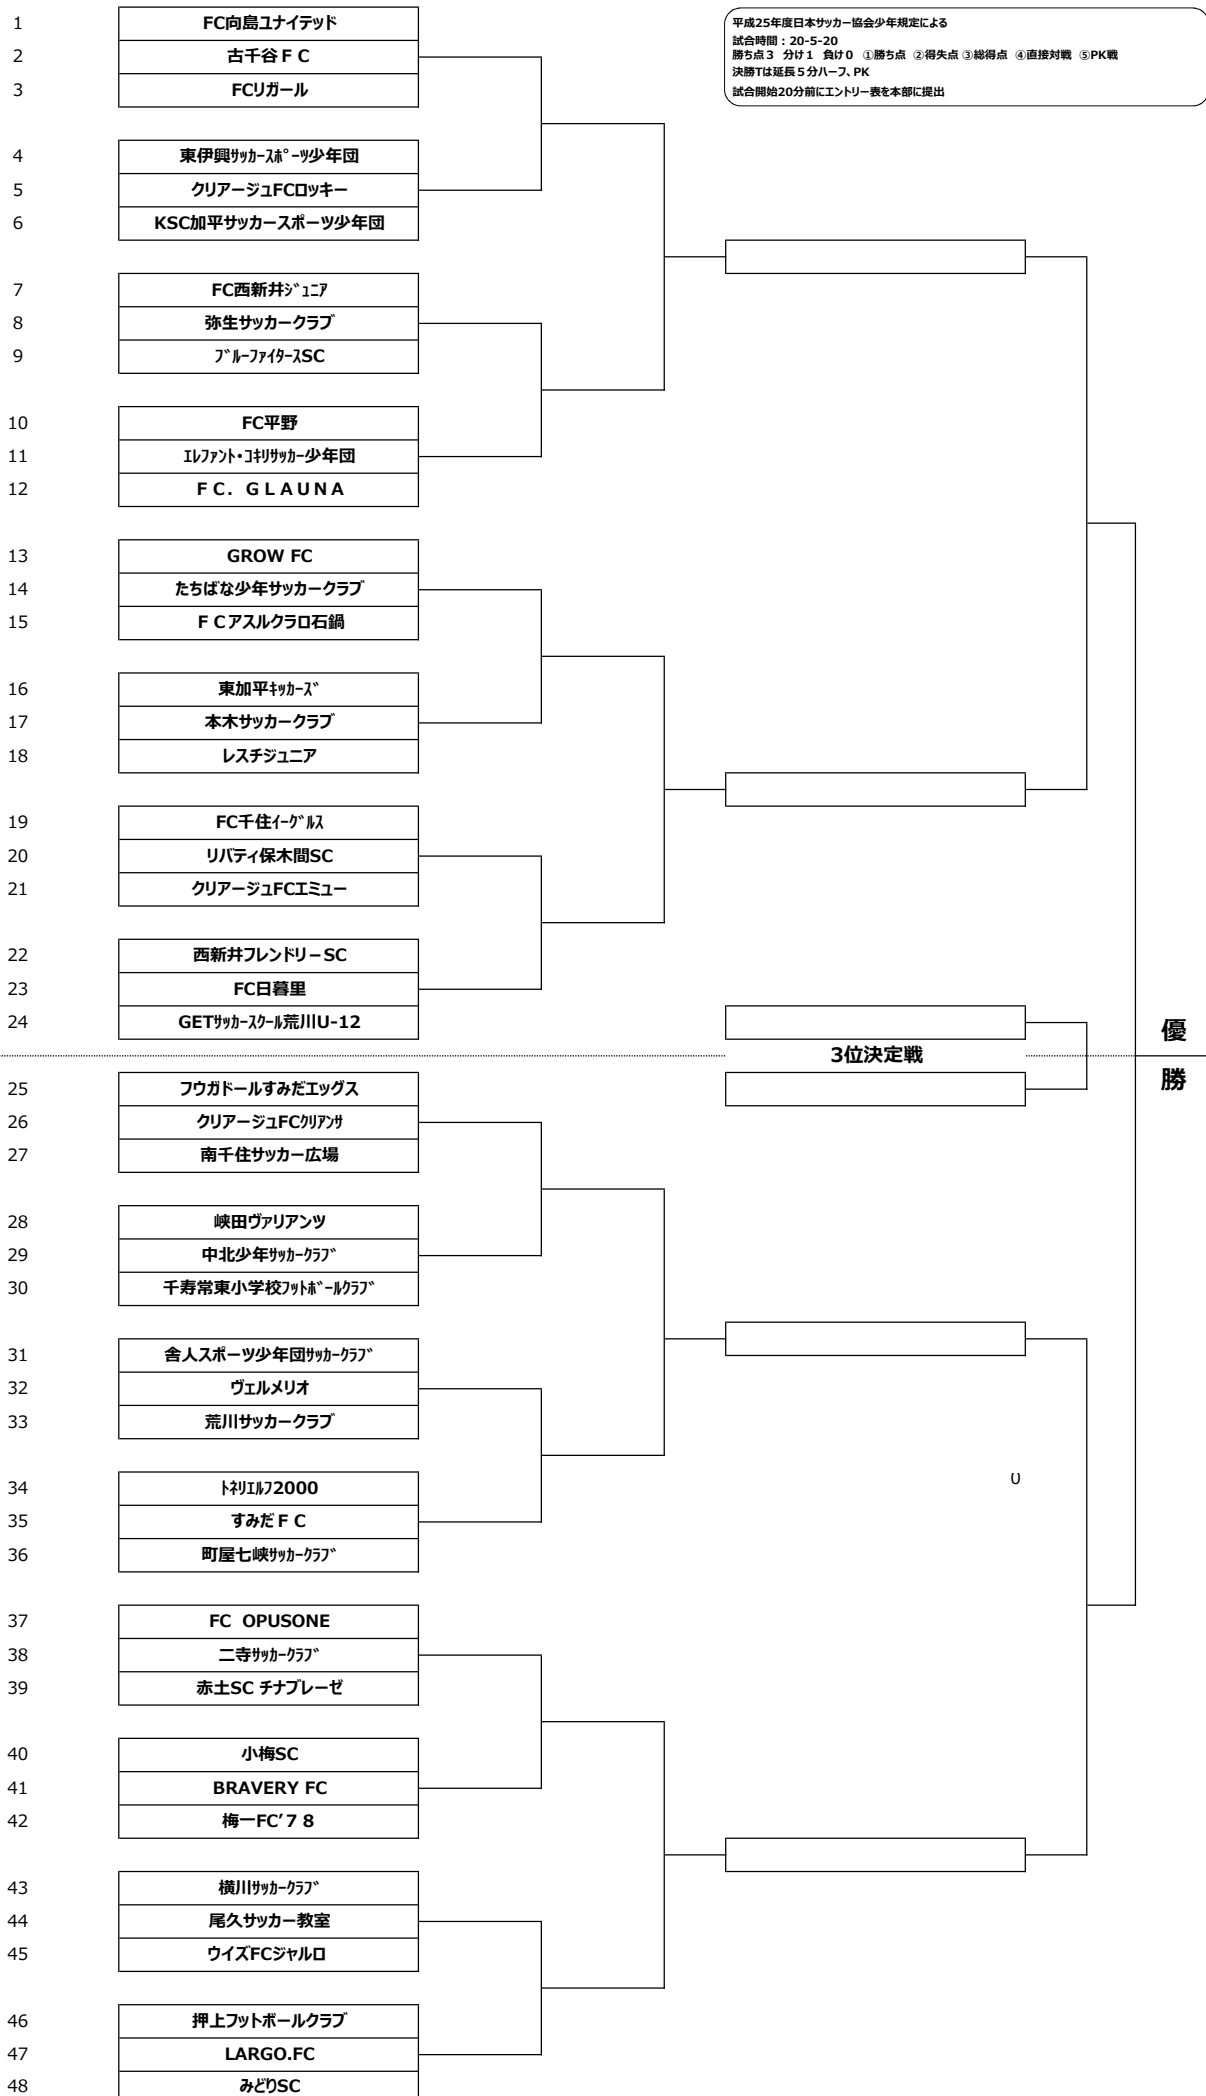 平成25年度日本サッカー協会少年規定による
試合時間：20-5-20
勝ち点３ 分け１ 負け０ ①勝ち点 ②得失点 ③総得点 ④直接対戦 ⑤PK戦
決勝Tは延長５分ハーフ、PK
試合開始20分前にエントリー表を本部に提出
1 FC向島ユナイテッド
2 古千谷ＦＣ
3 FCリガール
4 東伊興ｻｯｶｰｽﾎﾟｰﾂ少年団
5 クリアージュFCロッキー
6 KSC加平サッカースポーツ少年団
7 FC西新井ｼﾞｭﾆｱ
8 弥生サッカークラブ
9 ﾌﾞﾙｰﾌｧｲﾀｰｽSC
10 FC平野
11 ｴﾚﾌｧﾝﾄ・ｺｷﾘｻｯｶｰ少年団
12 ＦＣ．ＧＬＡＵＮＡ
13 GROW FC
14 たちばな少年サッカークラブ
15 ＦＣアスルクラロ石鍋
16 東加平ｷｯｶｰｽﾞ
17 本木サッカークラブ
18 レスチジュニア
19 FC千住ｲｰｸﾞﾙｽ
20 リバティ保木間SC
21 クリアージュFCエミュー
22 西新井フレンドリ－SC
23 FC日暮里
24 GETｻｯｶｰｽｸｰﾙ荒川U-12
3位決定戦
優
勝
25 フウガドールすみだエッグス
26 クリアージュFCｸﾘｱﾝｻ
27 南千住サッカー広場
28 峡田ヴァリアンツ
29 中北少年ｻｯｶｰｸﾗﾌﾞ
30 千寿常東小学校ﾌｯﾄﾎﾞｰﾙｸﾗﾌﾞ
31 舎人スポーツ少年団ｻｯｶｰｸﾗﾌﾞ
32 ヴェルメリオ
33 荒川サッカークラブ
34 ﾄﾈﾘｴﾙﾌ2000
0
35 すみだＦＣ
36 町屋七峡ｻｯｶｰｸﾗﾌﾞ
37 FC OPUSONE
38 二寺ｻｯｶｰｸﾗﾌﾞ
39 赤土SC チナブレーゼ
40 小梅SC
41 BRAVERY FC
42 梅一FC’７８
43 横川ｻｯｶｰｸﾗﾌﾞ
44 尾久サッカー教室
45 ウイズFCジャルロ
46 押上フットボールクラブ
47 LARGO.FC
48 みどりSC